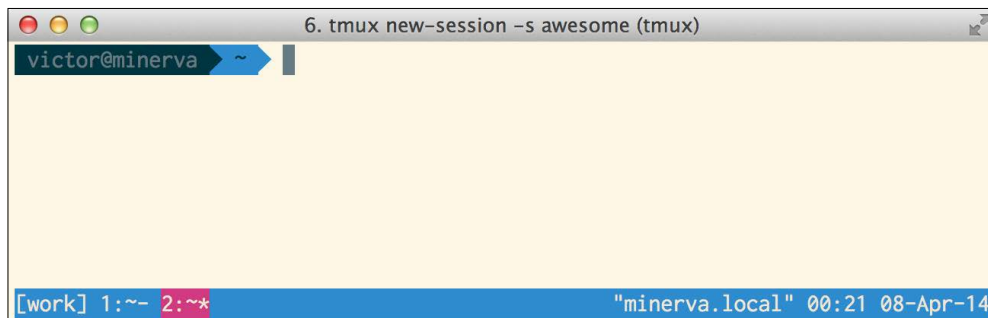 6. tmux new-session -s awesome (tmux)
victor@minerva ~
[work] 1:~- 2:~* "minerva.local" 00:21 08-Apr-14